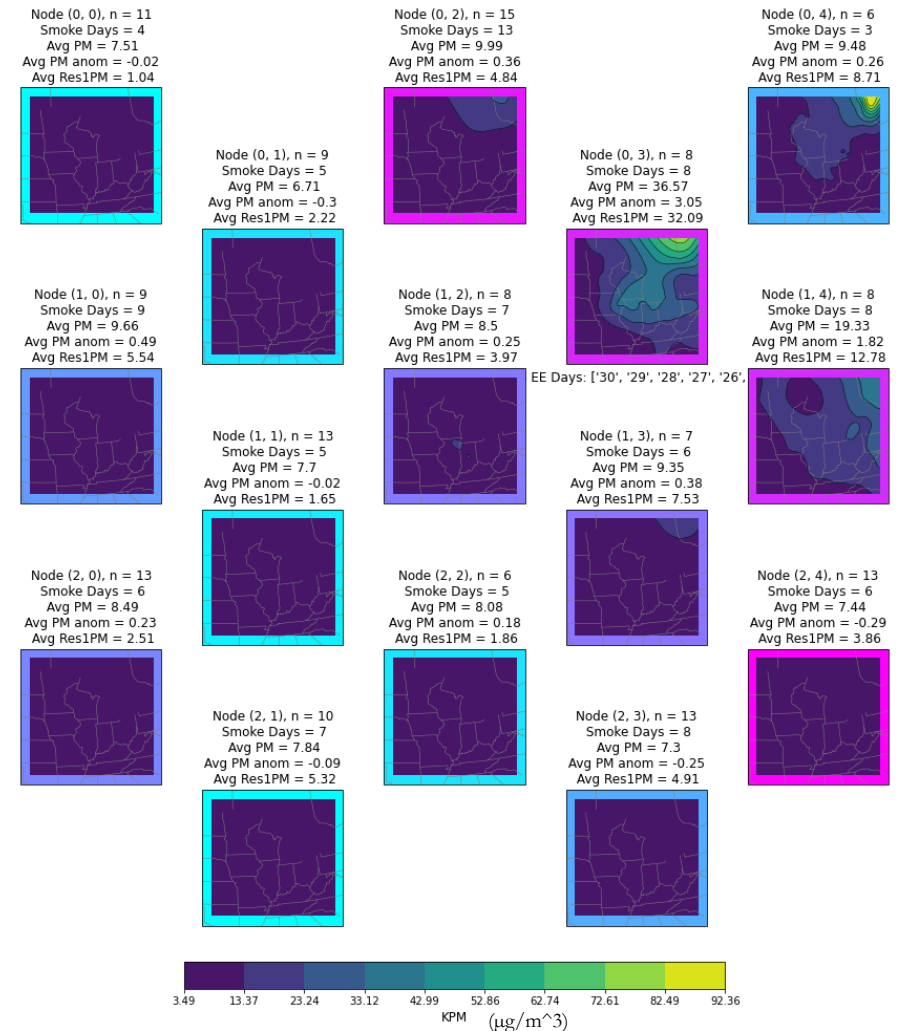 Node (0, 0), n = 11
Smoke Days = 4
Avg PM = 7.51
Avg PM anom = -0.02
Avg Res1PM = 1.04
Node (0, 2), n = 15
Smoke Days = 13
Avg PM = 9.99
Avg PM anom = 0.36
Avg Res1PM = 4.84
Node (0, 4), n = 6
Smoke Days = 3
Avg PM = 9.48
Avg PM anom = 0.26
Avg Res1PM = 8.71
Node (0, 1), n = 9
Smoke Days = 5
Avg PM = 6.71
Avg PM anom = -0.3
Avg Res1PM = 2.22
Node (0, 3), n = 8
Smoke Days = 8
Avg PM = 36.57
Avg PM anom = 3.05
Avg Res1PM = 32.09
EE Days: ['30', '29', '28', '27', '26',
Node (1, 0), n = 9
Smoke Days = 9
Avg PM = 9.66
Avg PM anom = 0.49
Avg Res1PM = 5.54
Node (1, 2), n = 8
Smoke Days = 7
Avg PM = 8.5
Avg PM anom = 0.25
Avg Res1PM = 3.97
Node (1, 4), n = 8
Smoke Days = 8
Avg PM = 19.33
Avg PM anom = 1.82
Avg Res1PM = 12.78
Node (1, 1), n = 13
Smoke Days = 5
Avg PM = 7.7
Avg PM anom = -0.02
Avg Res1PM = 1.65
Node (1, 3), n = 7
Smoke Days = 6
Avg PM = 9.35
Avg PM anom = 0.38
Avg Res1PM = 7.53
Node (2, 0), n = 13
Smoke Days = 6
Avg PM = 8.49
Avg PM anom = 0.23
Avg Res1PM = 2.51
Node (2, 2), n = 6
Smoke Days = 5
Avg PM = 8.08
Avg PM anom = 0.18
Avg Res1PM = 1.86
Node (2, 4), n = 13
Smoke Days = 6
Avg PM = 7.44
Avg PM anom = -0.29
Avg Res1PM = 3.86
Node (2, 1), n = 10
Smoke Days = 7
Avg PM = 7.84
Avg PM anom = -0.09
Avg Res1PM = 5.32
Node (2, 3), n = 13
Smoke Days = 8
Avg PM = 7.3
Avg PM anom = -0.25
Avg Res1PM = 4.91
3.49 13.37 23.24 33.12 42.99 52.86 62.74 72.61 82.49 92.36
KPM (μg/m^3)